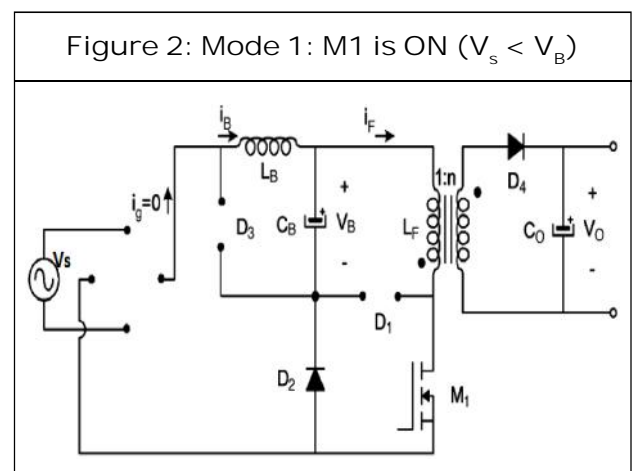 Figure 2: Mode 1: M1 is ON (Vs < VB)
iB
iF
LB
1:n
D4
ig=0
D3
CB
+
VB
-
LF
CO
+
VO
-
Vs
D1
D2
M1